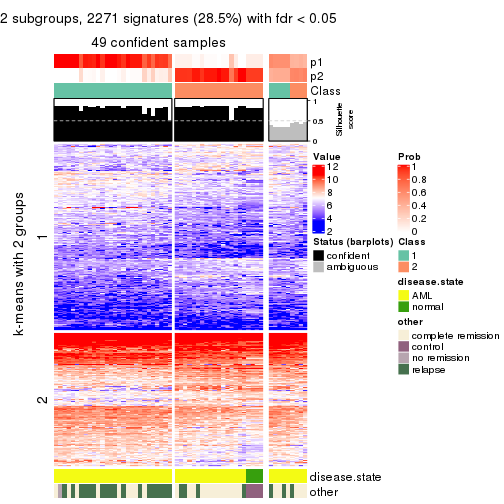 2 subgroups, 2271 signatures (28.5%) with fdr < 0.05
49 confident samples
p1
p2
Class
1
0.5
0
Silhouette
score
k-means with 2 groups
1
2
Value
12
10
8
6
4
2
Prob
1
0.8
0.6
0.4
0.2
0
Status (barplots)
confident
ambiguous
Class
1
2
disease.state
AML
normal
other
complete remission
control
no remission
relapse
disease.state
other